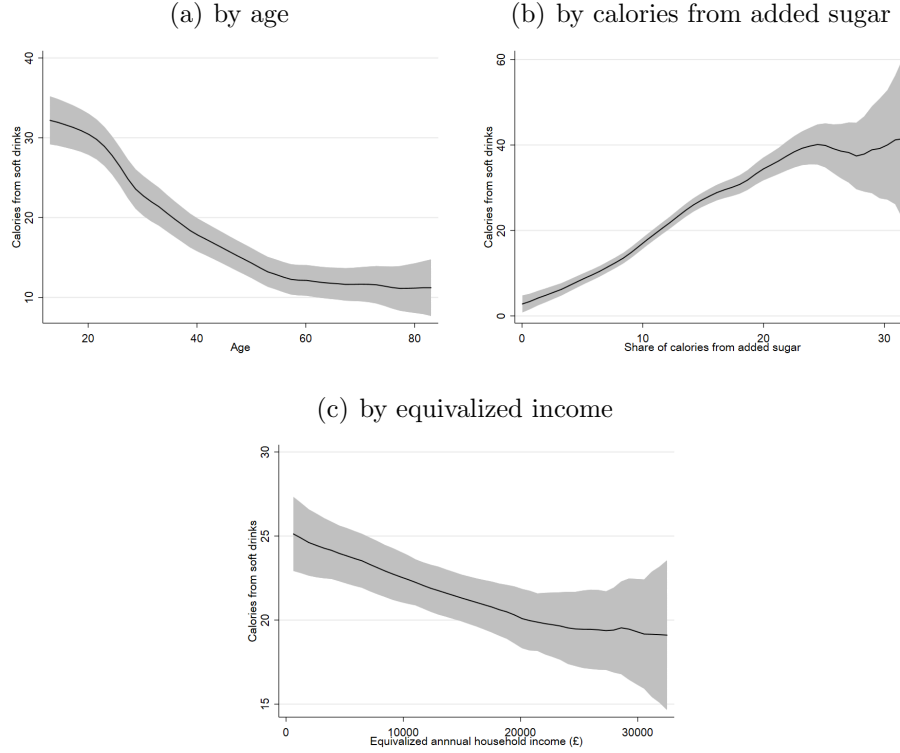 (a) by age
40
30
20
10
Calories from soft drinks
20 40 60 80
Age
(b) by calories from added sugar
60
40
20
0
Calories from soft drinks
0 10 20 30
Share of calories from added sugar
(c) by equivalized income
30
25
20
15
Calories from soft drinks
0 10000 20000 30000
Equivalized annnual household income (£)